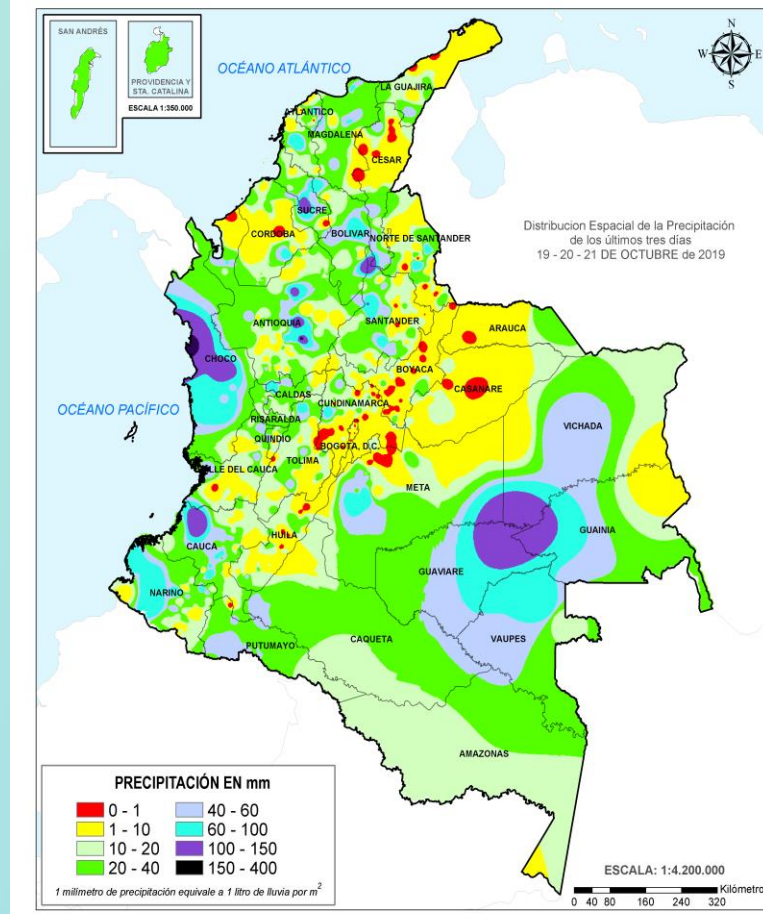 SAN ANDRÉS
PROVIDENCIA Y
STA. CATALINA
ESCALA 1:350.000
OCÉANO ATLÁNTICO
N
W E
S
LA GUAJIRA
ATLANTICO
MAGDALENA
CESAR
SUCRE
CORDOBA
BOLIVAR
NORTE DE SANTANDER
Distribucion Espacial de la Precipitación
de los últimos tres días
19 - 20 - 21 DE OCTUBRE de 2019
ANTIOQUIA
SANTANDER
ARAUCA
CHOCO
BOYACA
CASANARE
OCÉANO PACÍFICO
CALDAS
CUNDINAMARCA
RISARALDA
QUINDIO
BOGOTA, D.C.
VICHADA
VALLE DEL CAUCA
TOLIMA
META
CAUCA
HUILA
GUAINIA
GUAVIARE
NARIÑO
CAQUETA
VAUPES
PUTUMAYO
AMAZONAS
PRECIPITACIÓN EN mm
0 - 1
1 - 10
10 - 20
20 - 40
40 - 60
60 - 100
100 - 150
150 - 400
1 milímetro de precipitación equivale a 1 litro de lluvia por m2
ESCALA: 1:4.200.000
0 40 80 160 240 320 Kilómetro